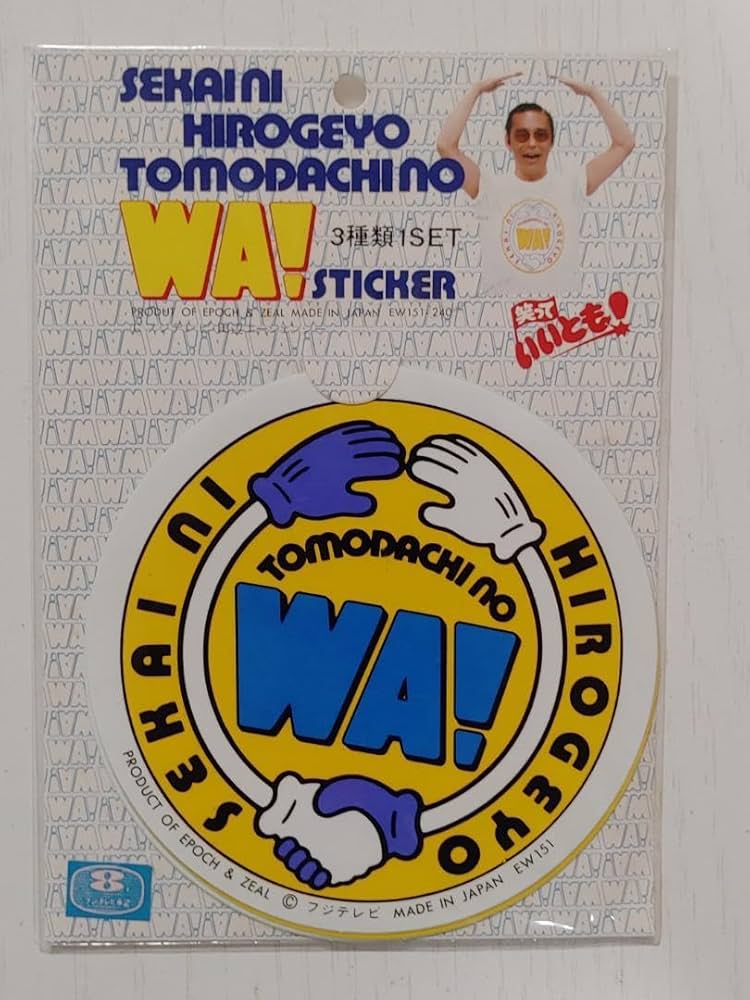 SEKAI NI
HIROGEYO
TOMODACHI NO
WA!
3種類1SET
STICKER
PRODUT OF EPOCH & ZEAL MADE IN JAPAN EW151-240
笑って
いいとも!
WA!
TOMODACHI NO
WA!
SEKAI NI HIROGEYO
PRODUCT OF EPOCH & ZEAL © フジテレビ MADE IN JAPAN EW151
8